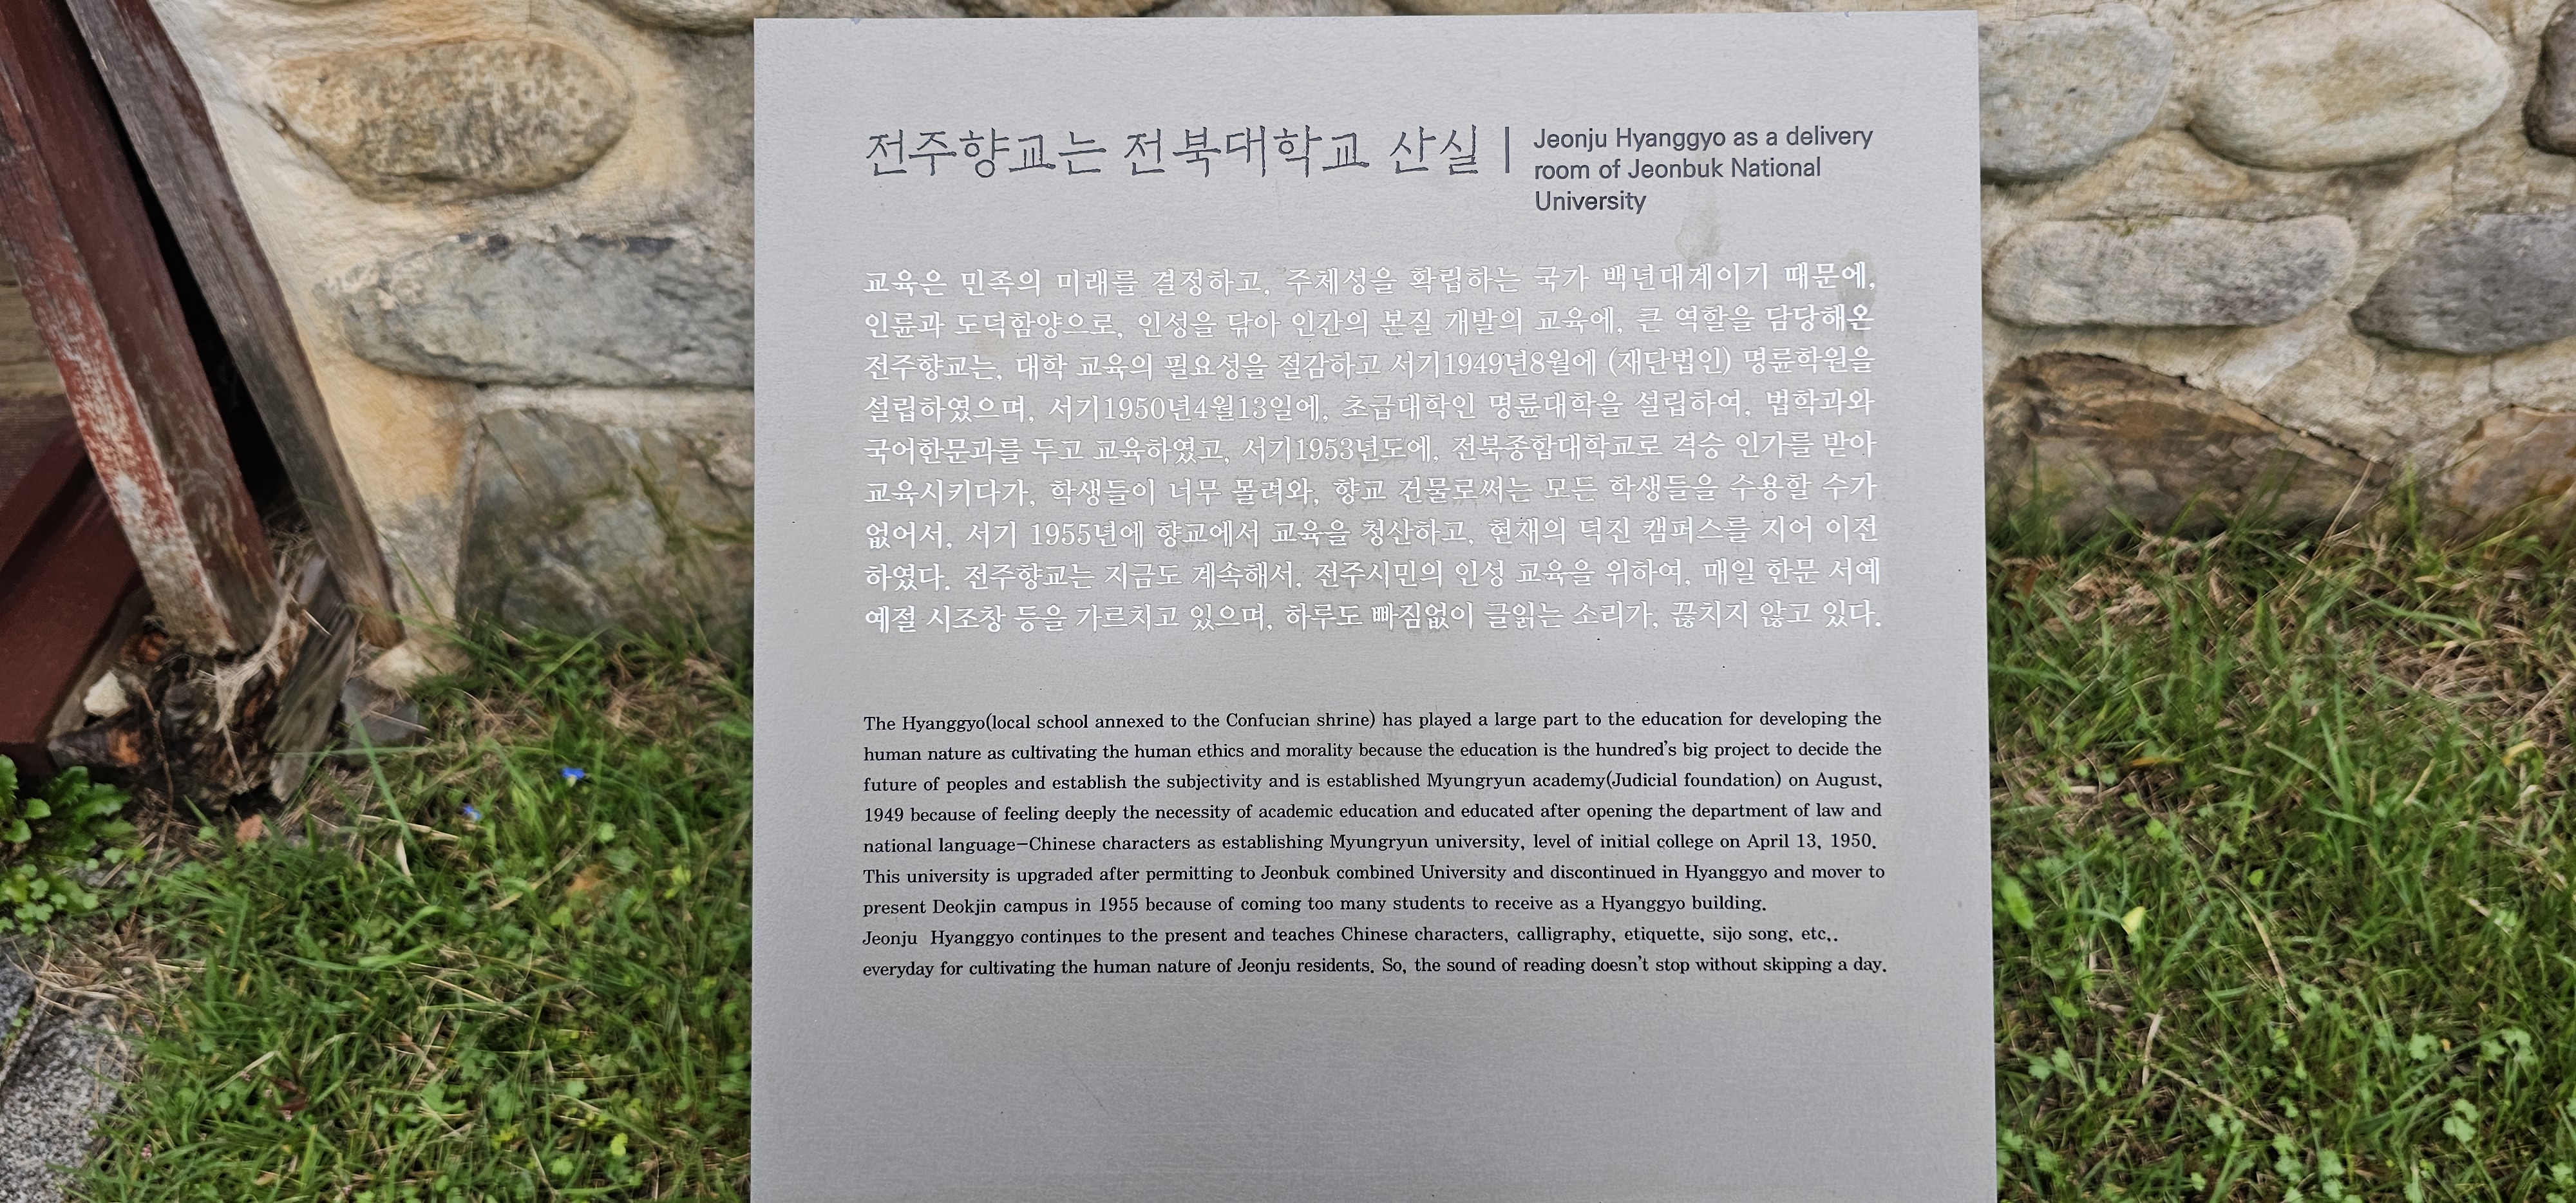 전주향교는 전북대학교 산실
Jeonju Hyanggyo as a delivery
room of Jeonbuk National
University
교육은 민족의 미래를 결정하고, 주체성을 확립하는 국가 백년대계이기 때문에,
인륜과 도덕함양으로, 인성을 닦아 인간의 본질 개발의 교육에, 큰 역할을 담당해온
전주향교는, 대학 교육의 필요성을 절감하고 서기1949년8월에 (재단법인) 명륜학원을
설립하였으며, 서기1950년4월13일에, 초급대학인 명륜대학을 설립하여, 법학과와
국어한문과를 두고 교육하였고, 서기1953년도에, 전북종합대학교로 격승 인가를 받아
교육시키다가, 학생들이 너무 몰려와, 향교 건물로써는 모든 학생들을 수용할 수가
없어서, 서기 1955년에 향교에서 교육을 청산하고, 현재의 덕진 캠퍼스를 지어 이전
하였다. 전주향교는 지금도 계속해서, 전주시민의 인성 교육을 위하여, 매일 한문 서예
예절 시조창 등을 가르치고 있으며, 하루도 빠짐없이 글읽는 소리가, 끊치지 않고 있다.
The Hyanggyo(local school annexed to the Confucian shrine) has played a large part to the education for developing the
human nature as cultivating the human ethics and morality because the education is the hundred's big project to decide the
future of peoples and establish the subjectivity and is established Myungryun academy(Judicial foundation) on August,
1949 because of feeling deeply the necessity of academic education and educated after opening the department of law and
national language-Chinese characters as establishing Myungryun university, level of initial college on April 13, 1950.
This university is upgraded after permitting to Jeonbuk combined University and discontinued in Hyanggyo and mover to
present Deokjin campus in 1955 because of coming too many students to receive as a Hyanggyo building.
Jeonju Hyanggyo continues to the present and teaches Chinese characters, calligraphy, etiquette, sijo song, etc,.
everyday for cultivating the human nature of Jeonju residents. So, the sound of reading doesn't stop without skipping a day.